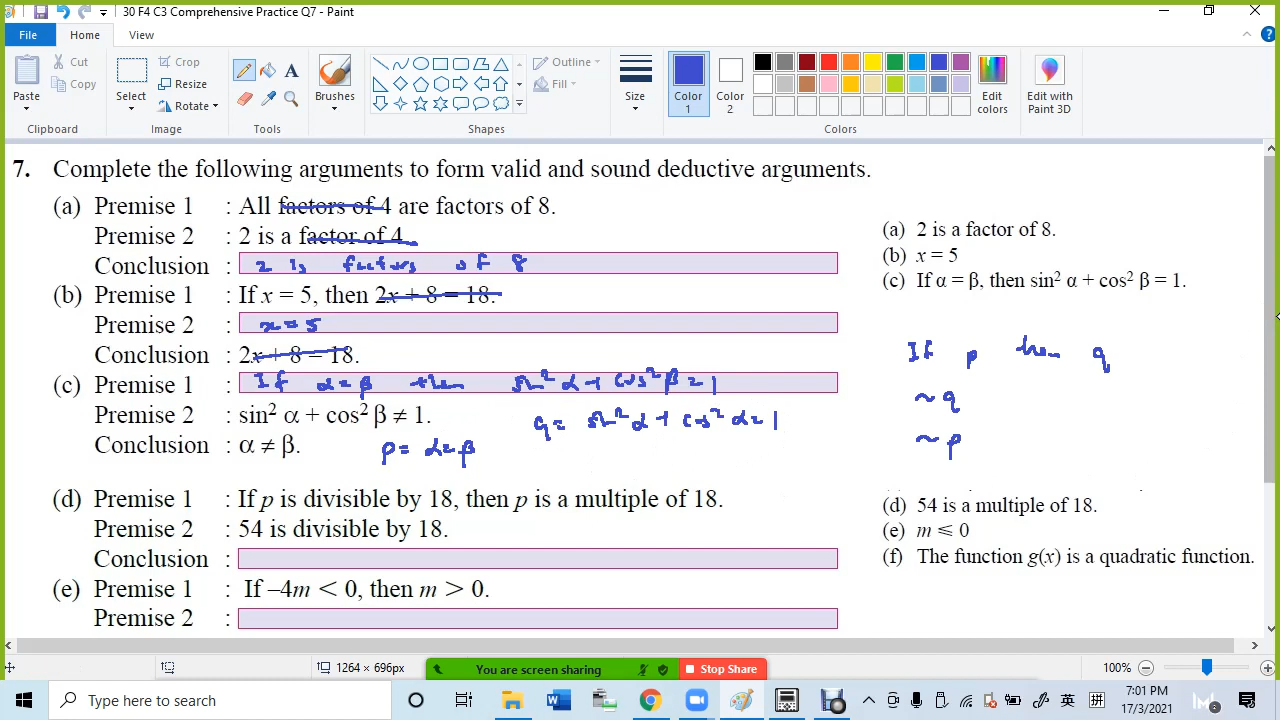 30 F4 C3 Comprehensive Practice Q7 - Paint
File Home View
Paste Cut Copy Clipboard
Select Crop Resize Rotate Image
Tools
Brushes
Outline Fill Shapes
Size
Color 1 Color 2 Edit colors Colors
Edit with Paint 3D
7. Complete the following arguments to form valid and sound deductive arguments.
(a) Premise 1 : All factors of 4 are factors of 8.
Premise 2 : 2 is a factor of 4
Conclusion : 2 is factors of 8
(b) Premise 1 : If x = 5, then 2x + 8 = 18.
Premise 2 : x = 5
Conclusion : 2x + 8 = 18.
(c) Premise 1 : If α = β then sin² α + cos² β = 1
Premise 2 : sin² α + cos² β ≠ 1.
q = sin² α + cos² α = 1
Conclusion : α ≠ β.
p = α = β
(d) Premise 1 : If p is divisible by 18, then p is a multiple of 18.
Premise 2 : 54 is divisible by 18.
Conclusion :
(e) Premise 1 : If –4m < 0, then m > 0.
Premise 2 :
(a) 2 is a factor of 8.
(b) x = 5
(c) If α = β, then sin² α + cos² β = 1.
If p then q
~ q
~ p
(d) 54 is a multiple of 18.
(e) m ⩽ 0
(f) The function g(x) is a quadratic function.
1264 × 696px
You are screen sharing Stop Share
100%
Type here to search
英 拼
7:01 PM
17/3/2021